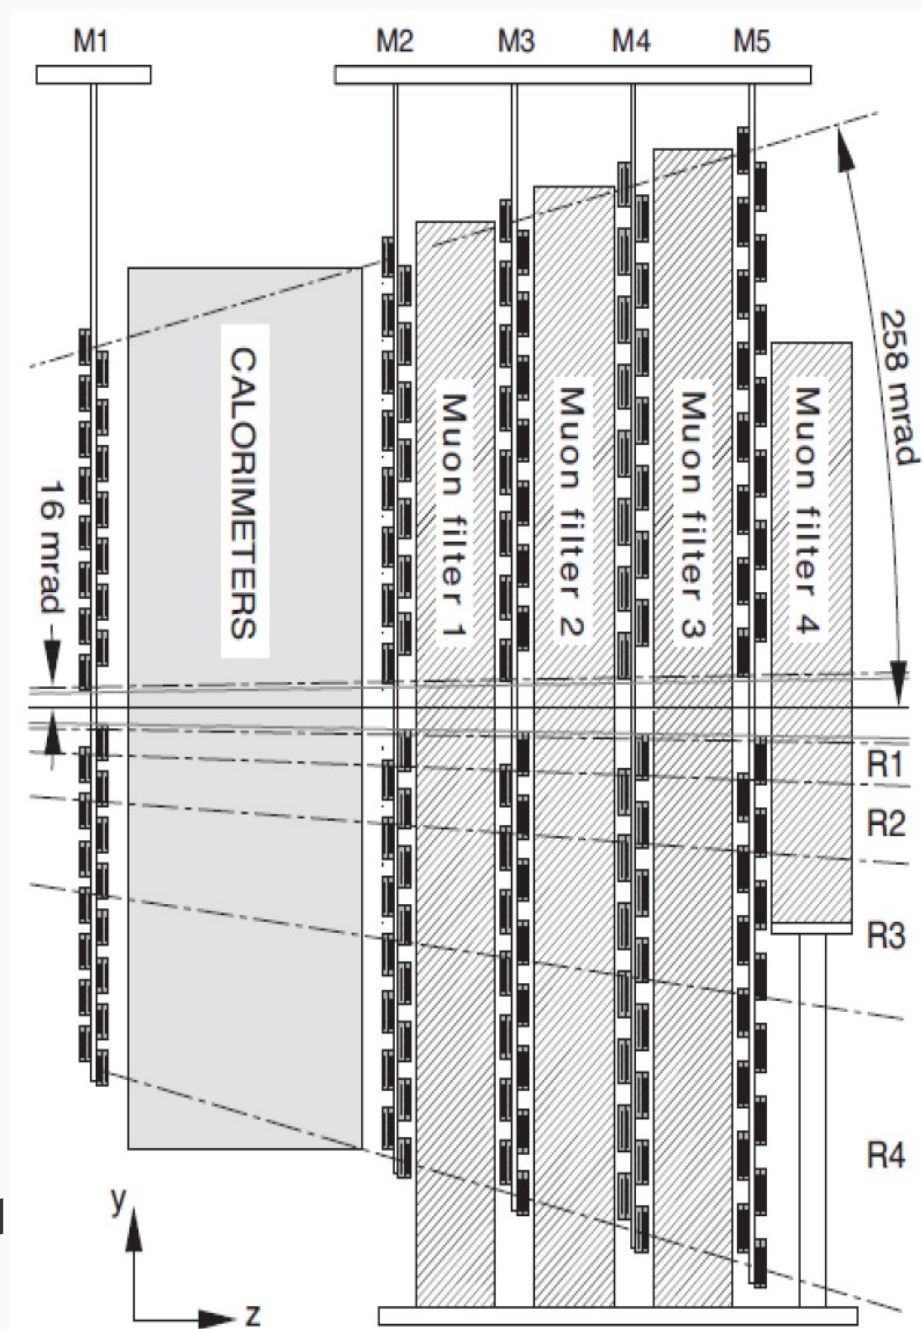 M1
M2
M3
M4
M5
258 mrad
CALORIMETERS
Muon filter 1
Muon filter 2
Muon filter 3
Muon filter 4
16 mrad
R1
R2
R3
R4
y
z